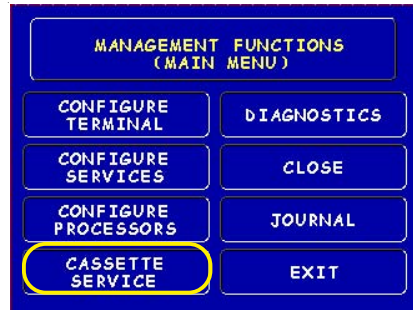 MANAGEMENT FUNCTIONS
(MAIN MENU)
CONFIGURE
TERMINAL
DIAGNOSTICS
CONFIGURE
SERVICES
CLOSE
CONFIGURE
PROCESSORS
JOURNAL
CASSETTE
SERVICE
EXIT